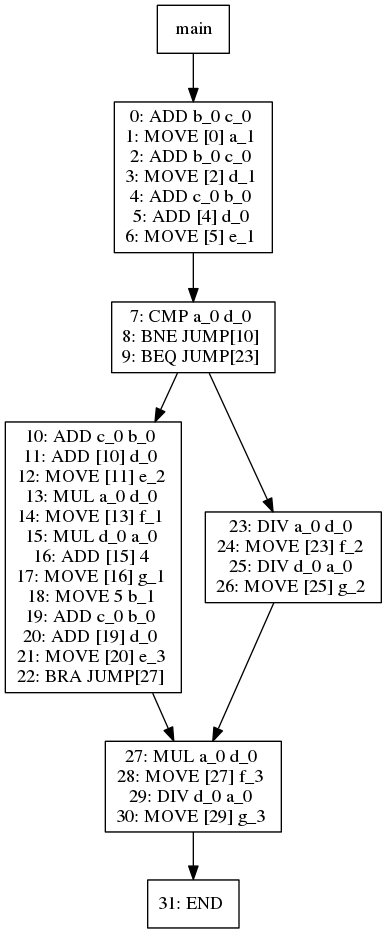 main
0: ADD b_0 c_0
1: MOVE [0] a_1
2: ADD b_0 c_0
3: MOVE [2] d_1
4: ADD c_0 b_0
5: ADD [4] d_0
6: MOVE [5] e_1
7: CMP a_0 d_0
8: BNE JUMP[10]
9: BEQ JUMP[23]
10: ADD c_0 b_0
11: ADD [10] d_0
12: MOVE [11] e_2
13: MUL a_0 d_0
14: MOVE [13] f_1
15: MUL d_0 a_0
16: ADD [15] 4
17: MOVE [16] g_1
18: MOVE 5 b_1
19: ADD c_0 b_0
20: ADD [19] d_0
21: MOVE [20] e_3
22: BRA JUMP[27]
23: DIV a_0 d_0
24: MOVE [23] f_2
25: DIV d_0 a_0
26: MOVE [25] g_2
27: MUL a_0 d_0
28: MOVE [27] f_3
29: DIV d_0 a_0
30: MOVE [29] g_3
31: END